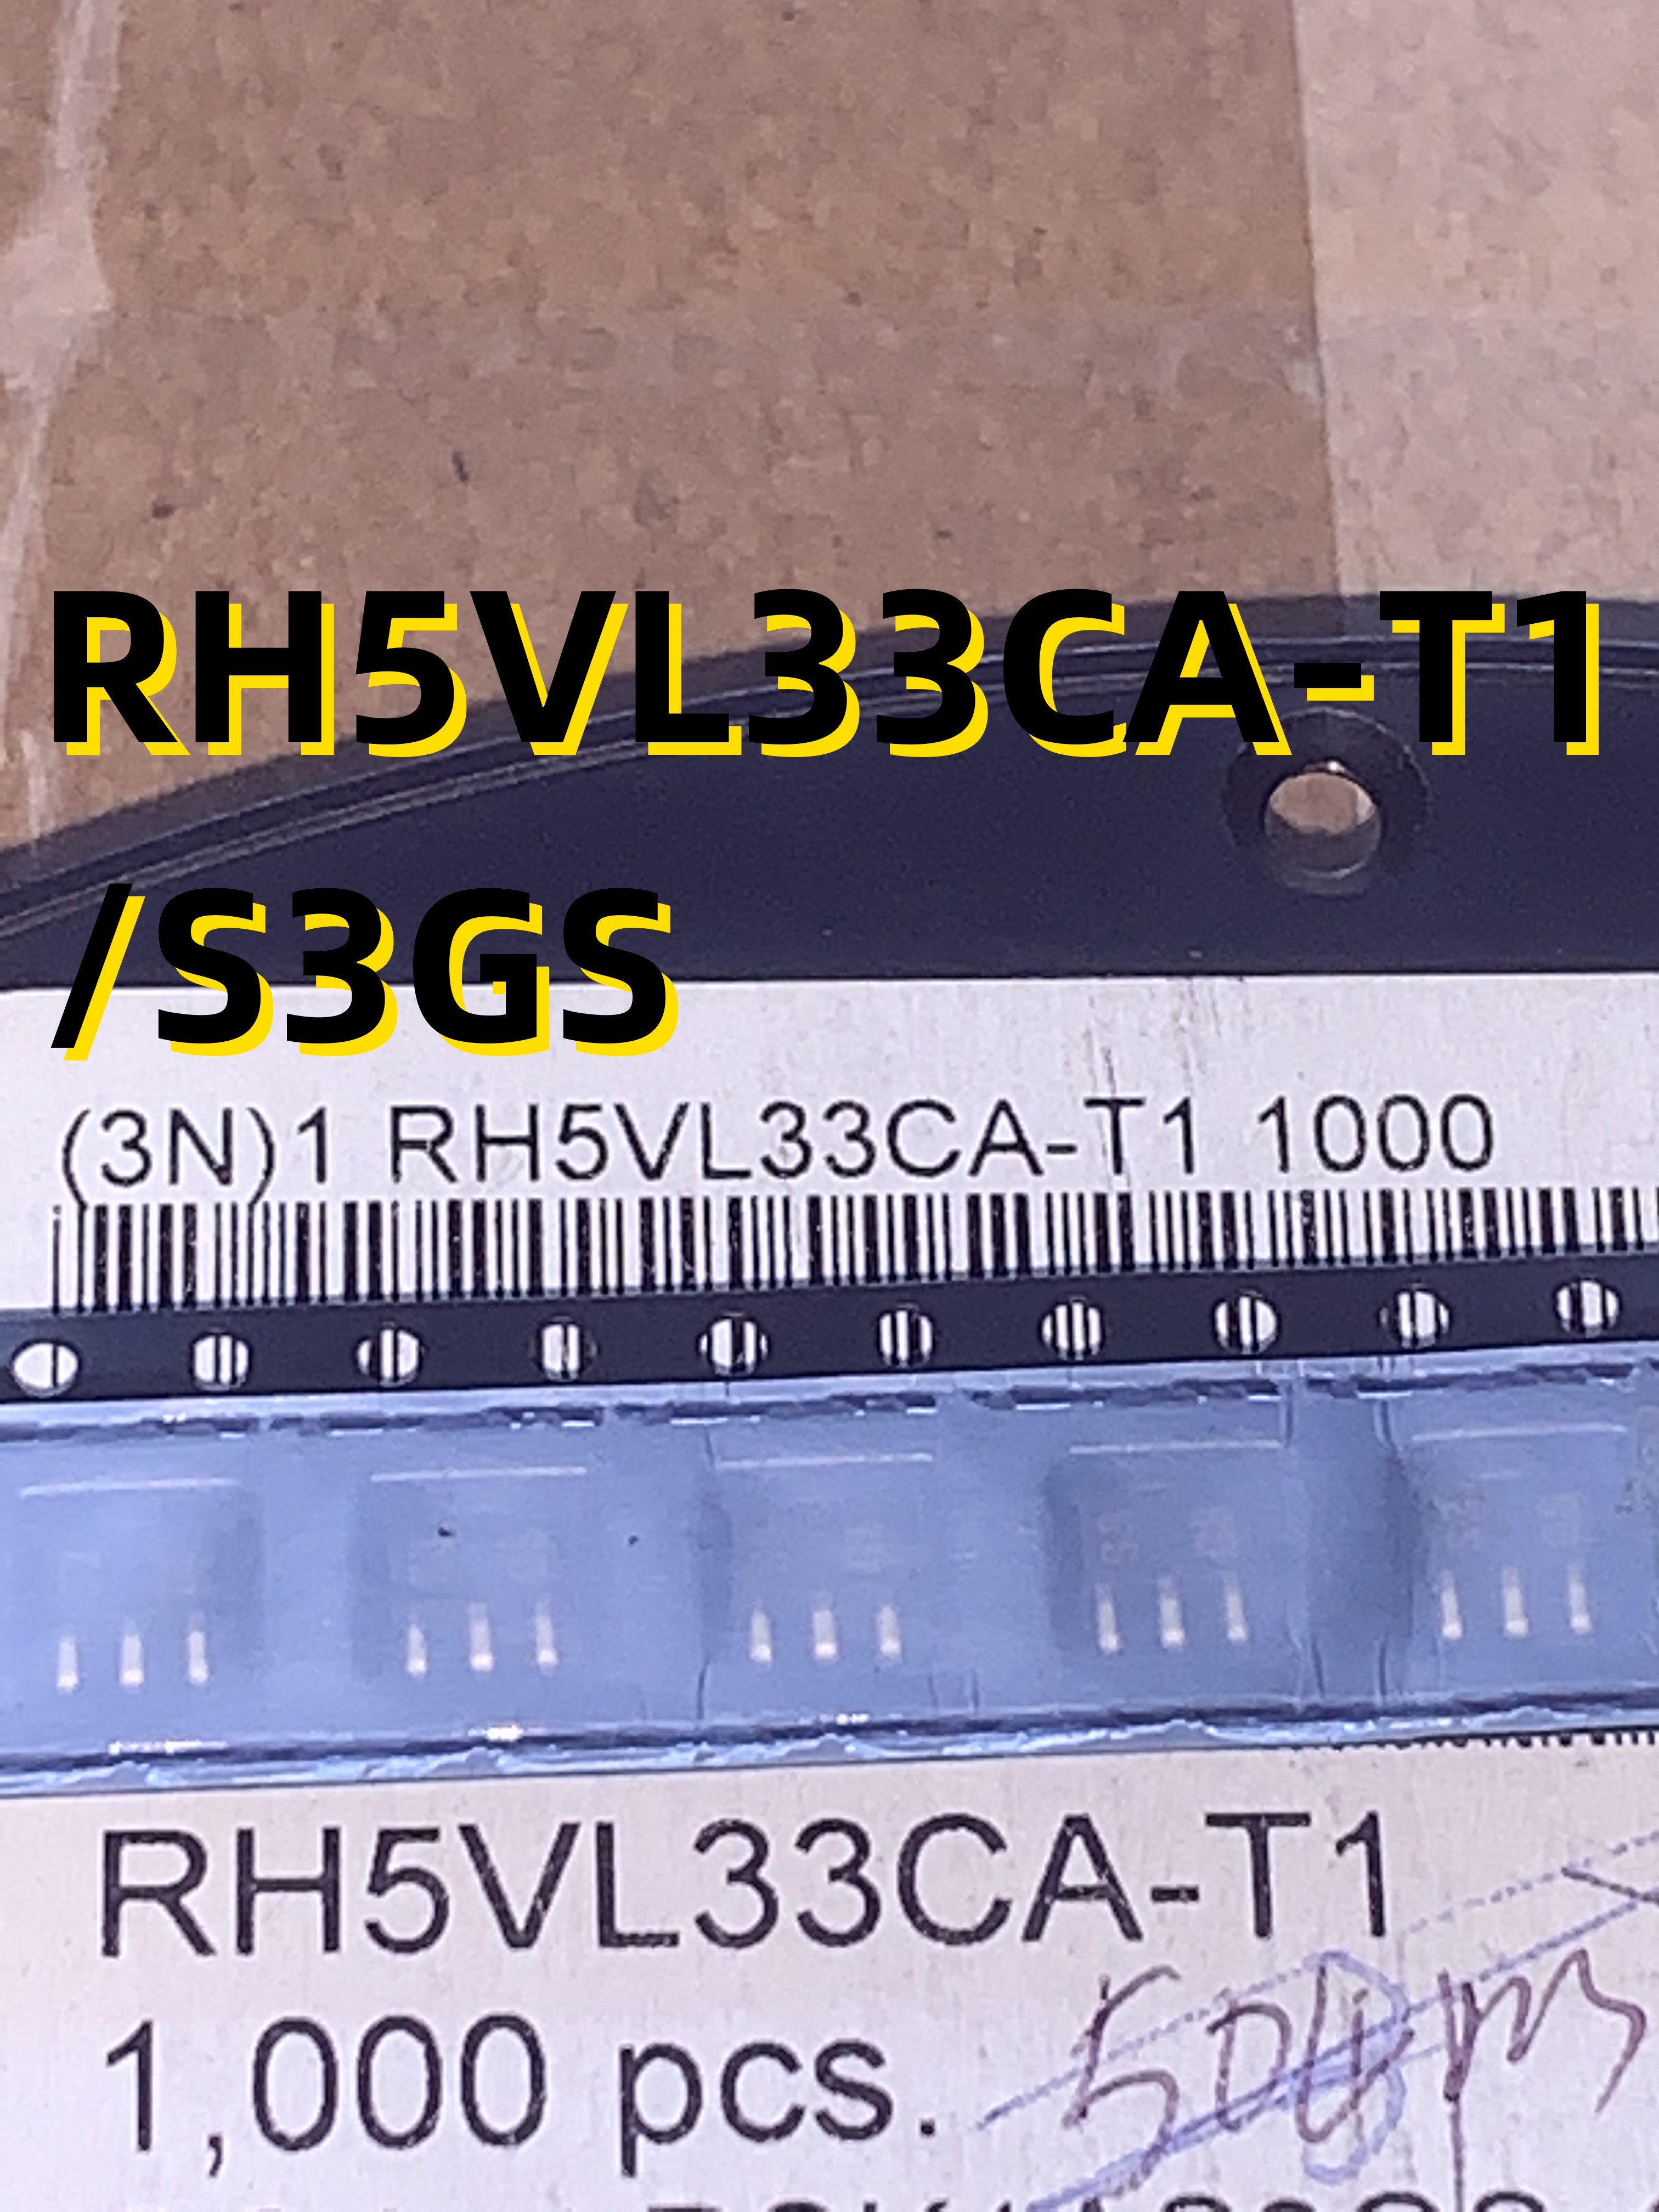 RH5VL33CA-T1
/S3GS
(3N)1 RH5VL33CA-T1 1000
RH5VL33CA-T1
1,000 pcs.